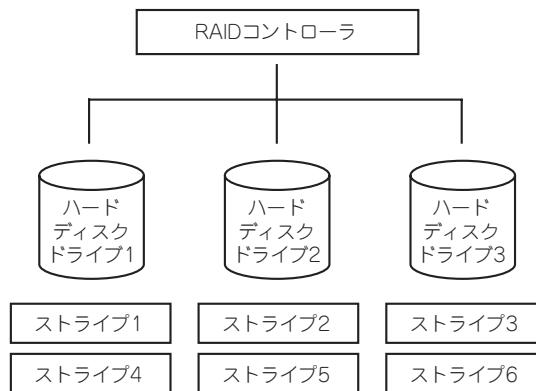 RAIDコントローラ
ハード
ディスク
ドライブ1
ハード
ディスク
ドライブ2
ハード
ディスク
ドライブ3
ストライプ1
ストライプ2
ストライプ3
ストライプ4
ストライプ5
ストライプ6